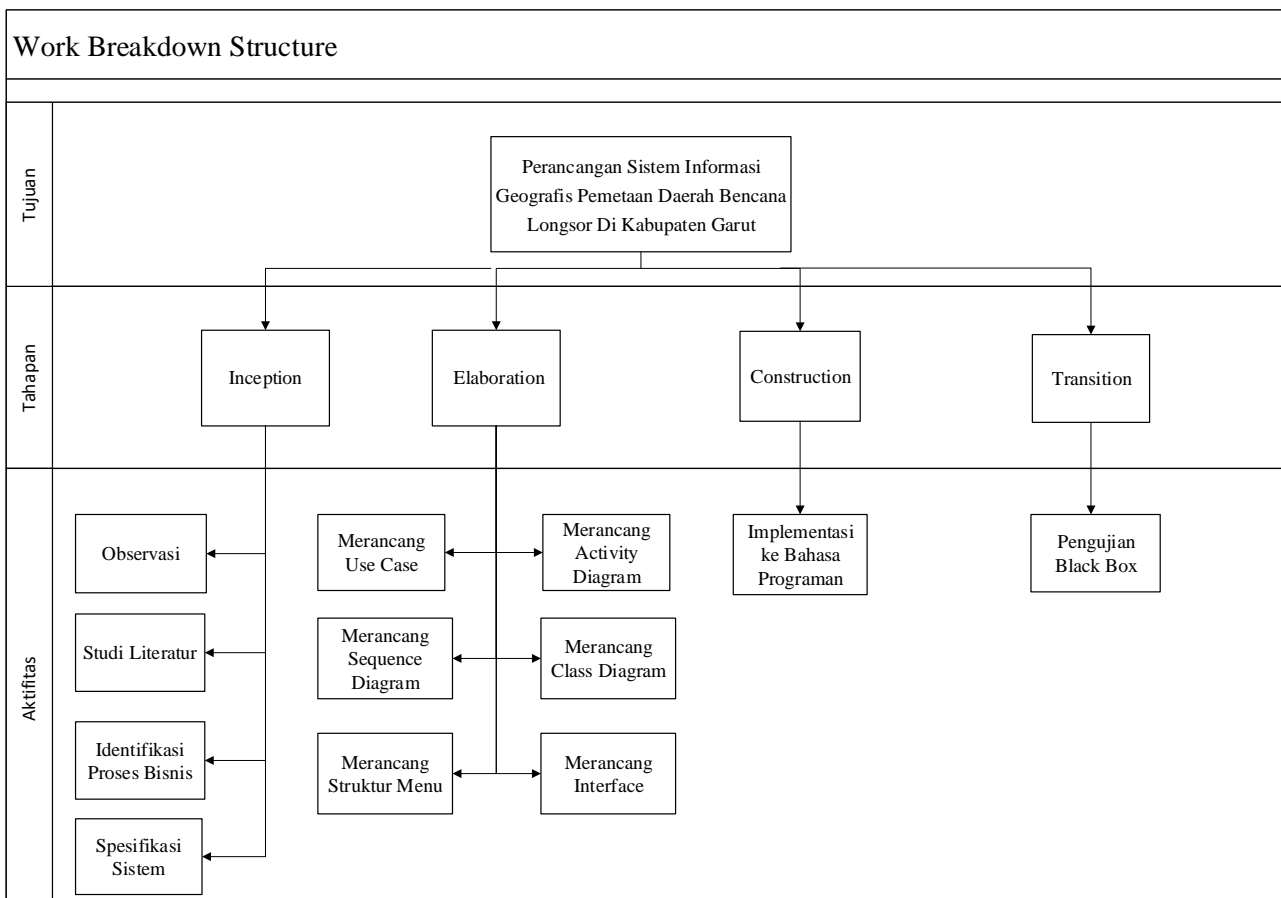 Work Breakdown Structure
Tujuan
Perancangan Sistem Informasi
Geografis Pemetaan Daerah Bencana
Longsor Di Kabupaten Garut
Tahapan
Inception
Elaboration
Construction
Transition
Aktifitas
Observasi
Merancang
Use Case
Merancang
Activity
Diagram
Implementasi
ke Bahasa
Programan
Pengujian
Black Box
Studi Literatur
Merancang
Sequence
Diagram
Merancang
Class Diagram
Identifikasi
Proses Bisnis
Merancang
Struktur Menu
Merancang
Interface
Spesifikasi
Sistem